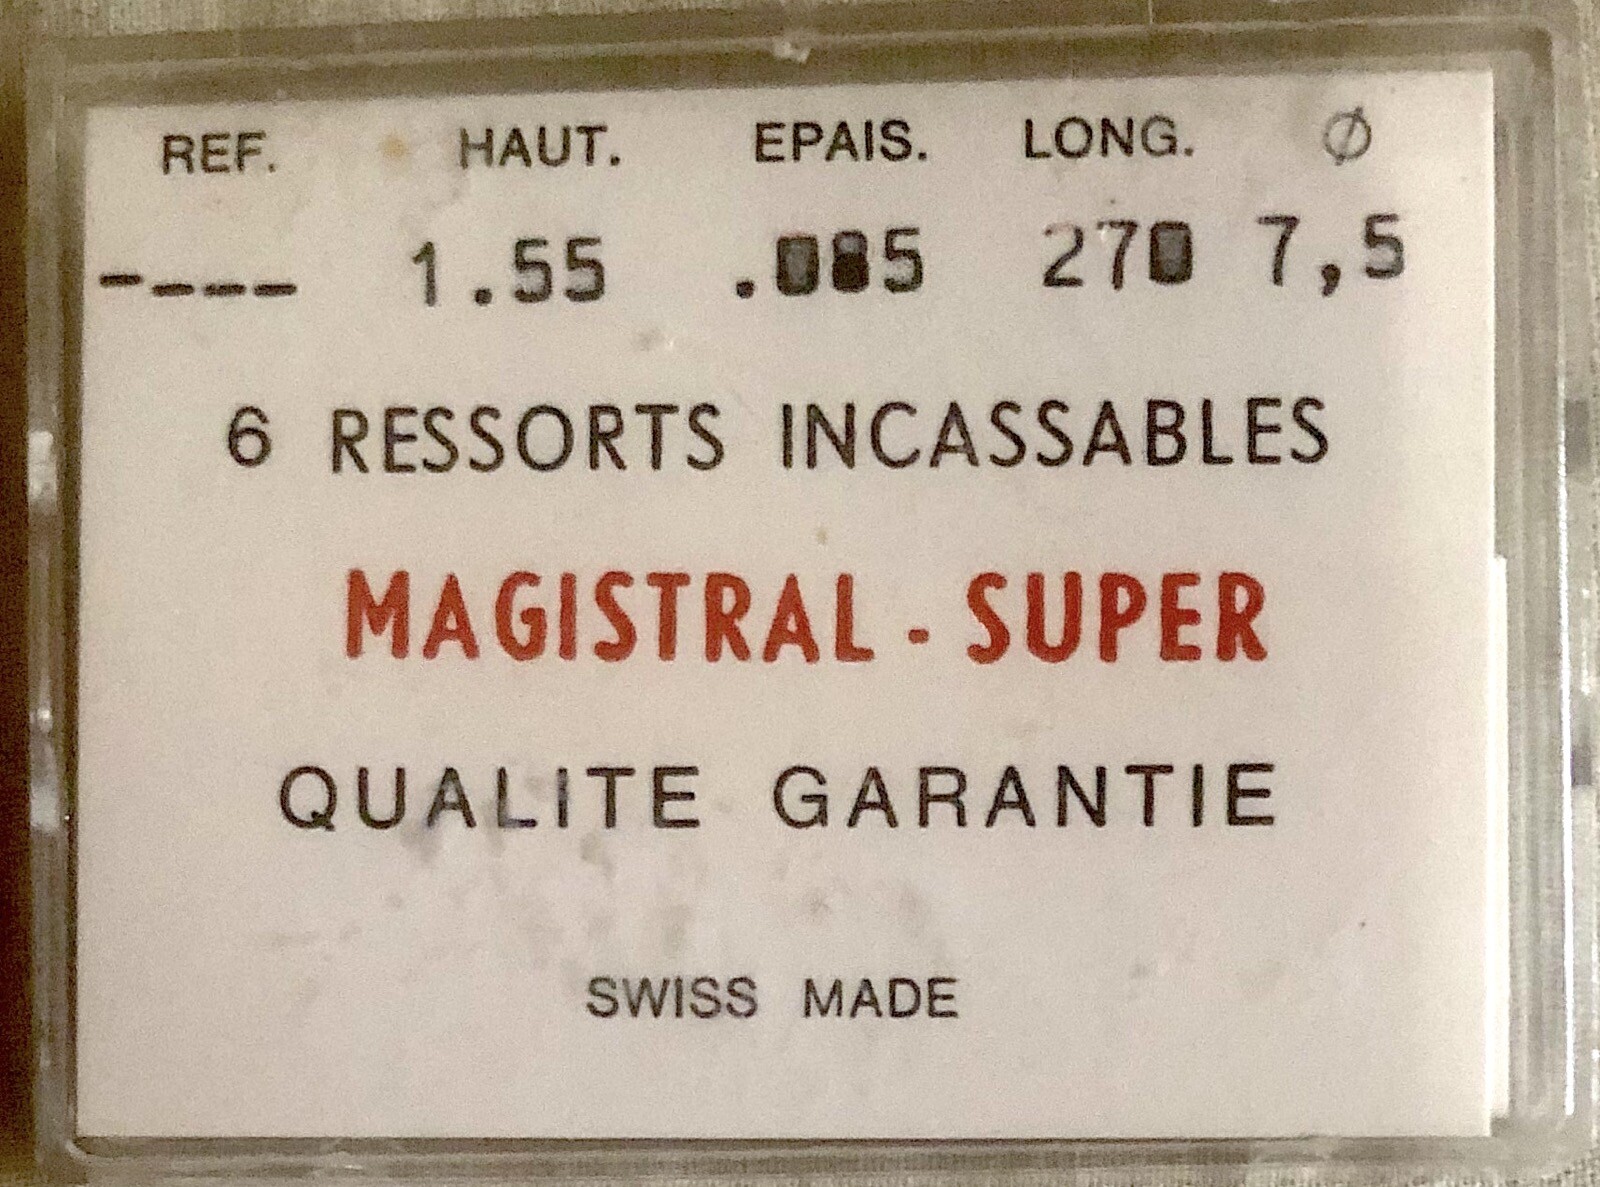 REF. HAUT. EPAIS. LONG. Ø
---- 1.55 .085 270 7,5
6 RESSORTS INCASSABLES
MAGISTRAL - SUPER
QUALITE GARANTIE
SWISS MADE